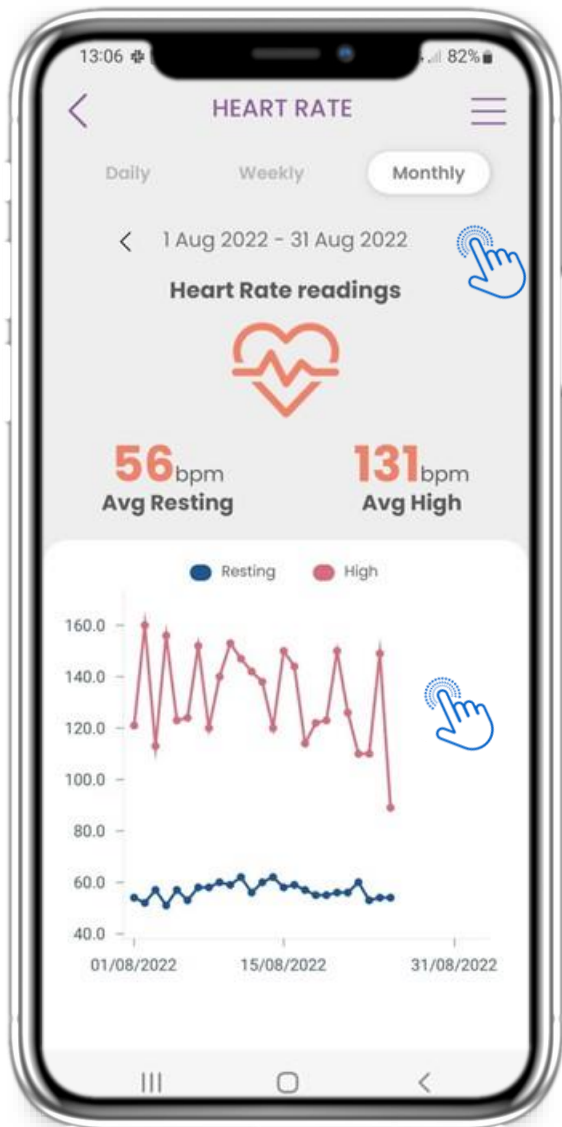 13:06 82%
HEART RATE
Daily Weekly Monthly
1 Aug 2022 - 31 Aug 2022
Heart Rate readings
56bpm 131bpm
Avg Resting Avg High
Resting High
160.0
140.0
120.0
100.0
80.0
60.0
40.0
01/08/2022 15/08/2022 31/08/2022